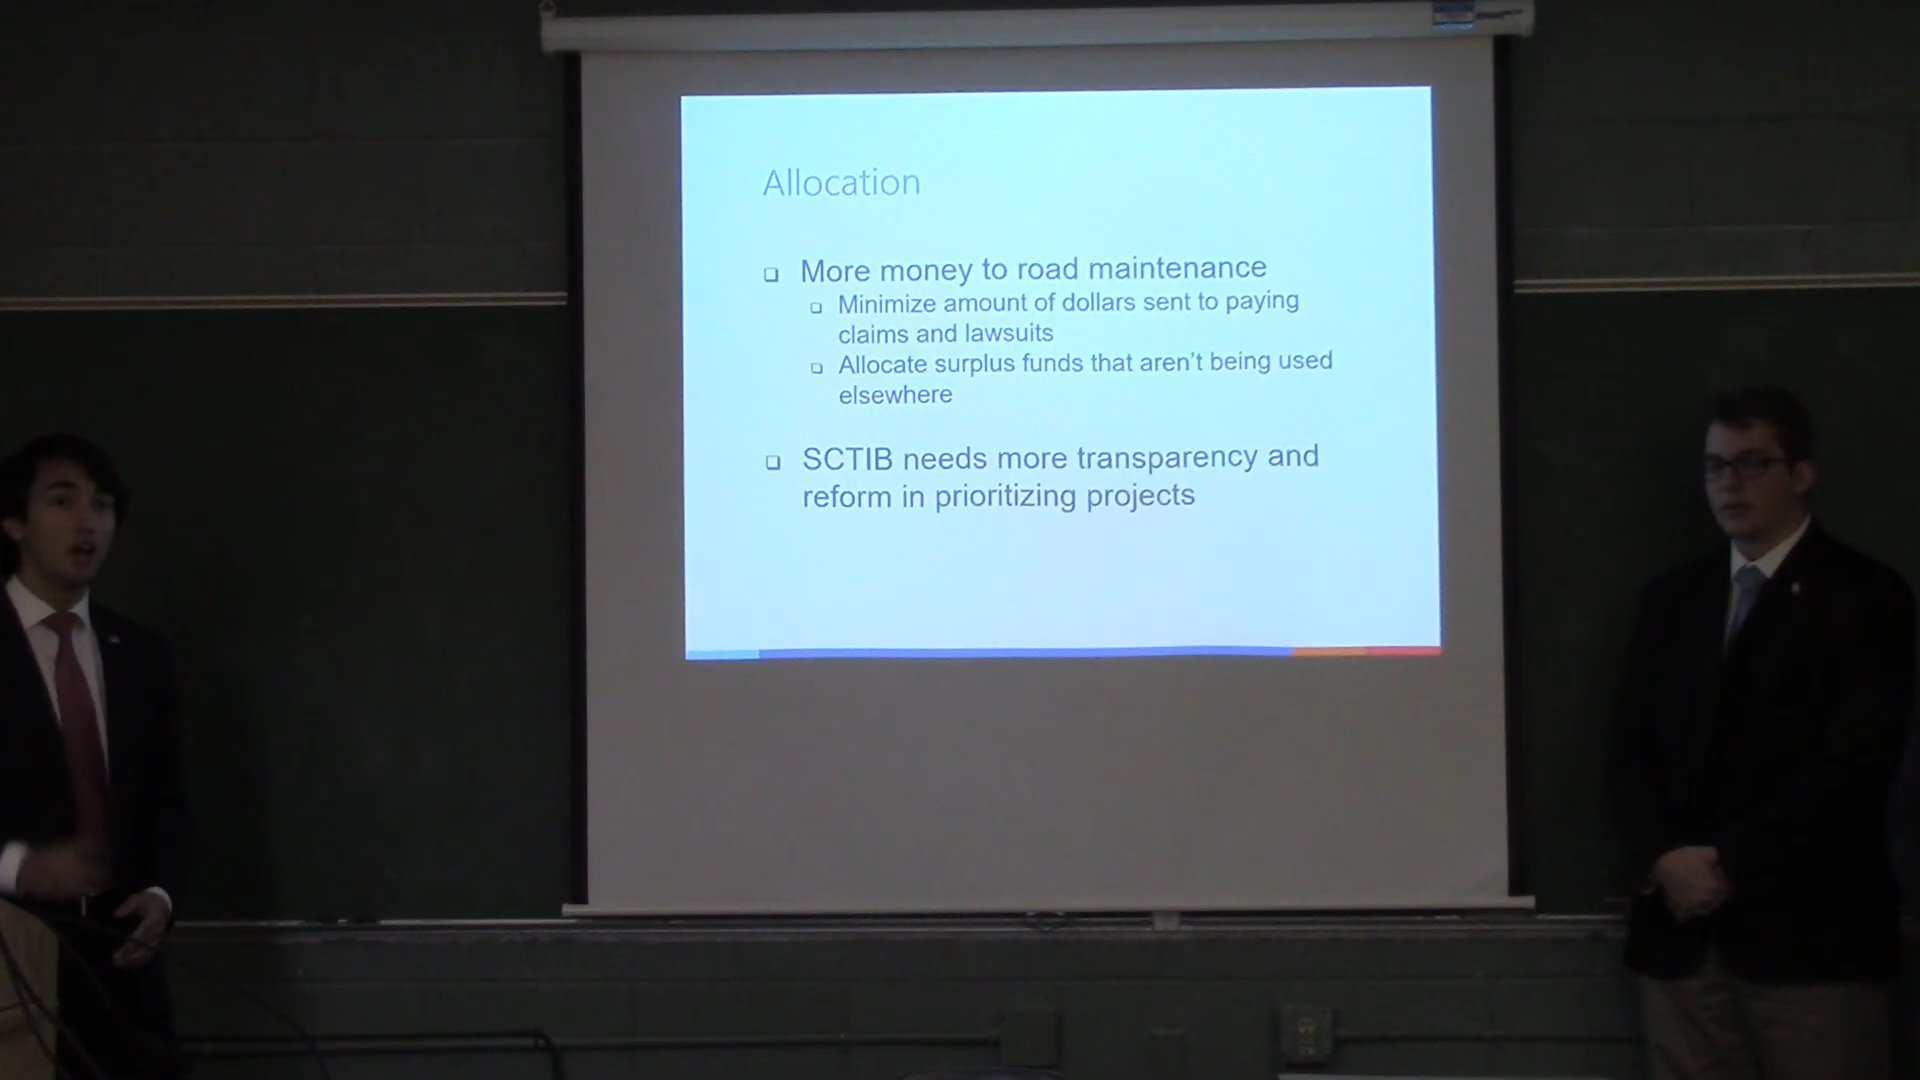 Allocation
More money to road maintenance
Minimize amount of dollars sent to paying
claims and lawsuits
Allocate surplus funds that aren't being used
elsewhere
SCTIB needs more transparency and
reform in prioritizing projects